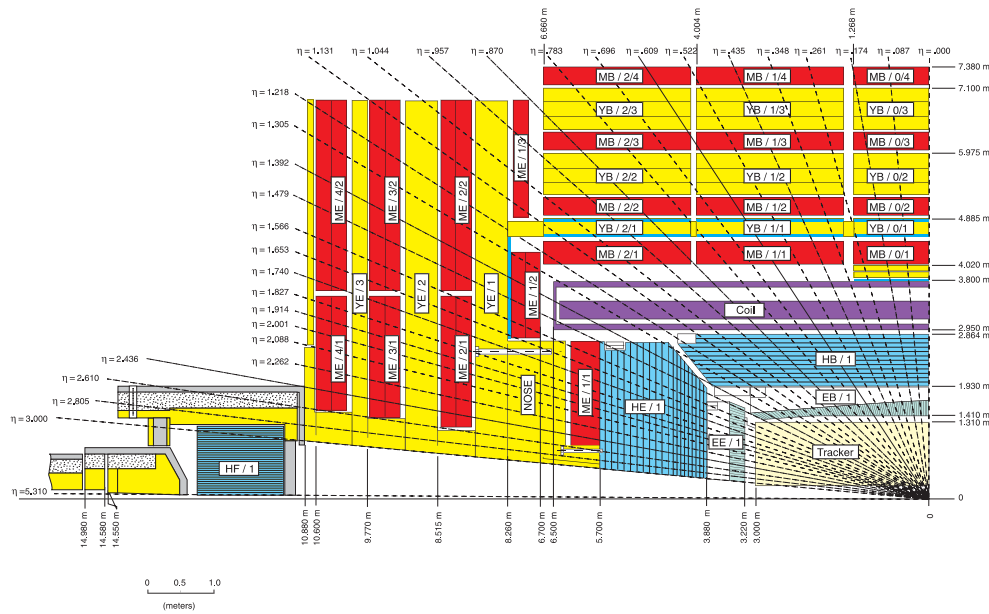 6.660 m
4.004 m
1.268 m
η = 1.131
1.044
.957
.870
.783
.696
.609
.522
.435
.348
.261
.174
.087
η = .000
η = 1.218
η = 1.305
η = 1.392
η = 1.479
η = 1.566
η = 1.653
η = 1.740
η = 1.827
η = 1.914
η = 2.001
η = 2.088
η = 2.262
η = 2.436
η = 2.610
η = 2.805
η = 3.000
η =5.310
MB / 2/4
MB / 1/4
MB / 0/4
7.380 m
YB / 2/3
YB / 1/3
YB / 0/3
7.100 m
MB / 2/3
MB / 1/3
MB / 0/3
5.975 m
YB / 2/2
YB / 1/2
YB / 0/2
MB / 2/2
MB / 1/2
MB / 0/2
4.885 m
YB / 2/1
YB / 1/1
YB / 0/1
MB / 2/1
MB / 1/1
MB / 0/1
4.020 m
3.800 m
Coil
2.950 m
2.864 m
HB / 1
1.930 m
EB / 1
1.410 m
1.310 m
Tracker
0
ME / 4/2
ME / 3/2
ME / 2/2
ME / 1/3
YE / 3
YE / 2
YE / 1
ME / 1/2
ME / 4/1
ME / 3/1
ME / 2/1
NOSE
ME / 1/1
HE / 1
EE / 1
HF / 1
14.980 m
14.580 m
14.550 m
10.880 m
10.600 m
9.770 m
8.515 m
8.260 m
6.700 m
6.500 m
5.700 m
3.880 m
3.220 m
3.000 m
0
0 0.5 1.0
(meters)